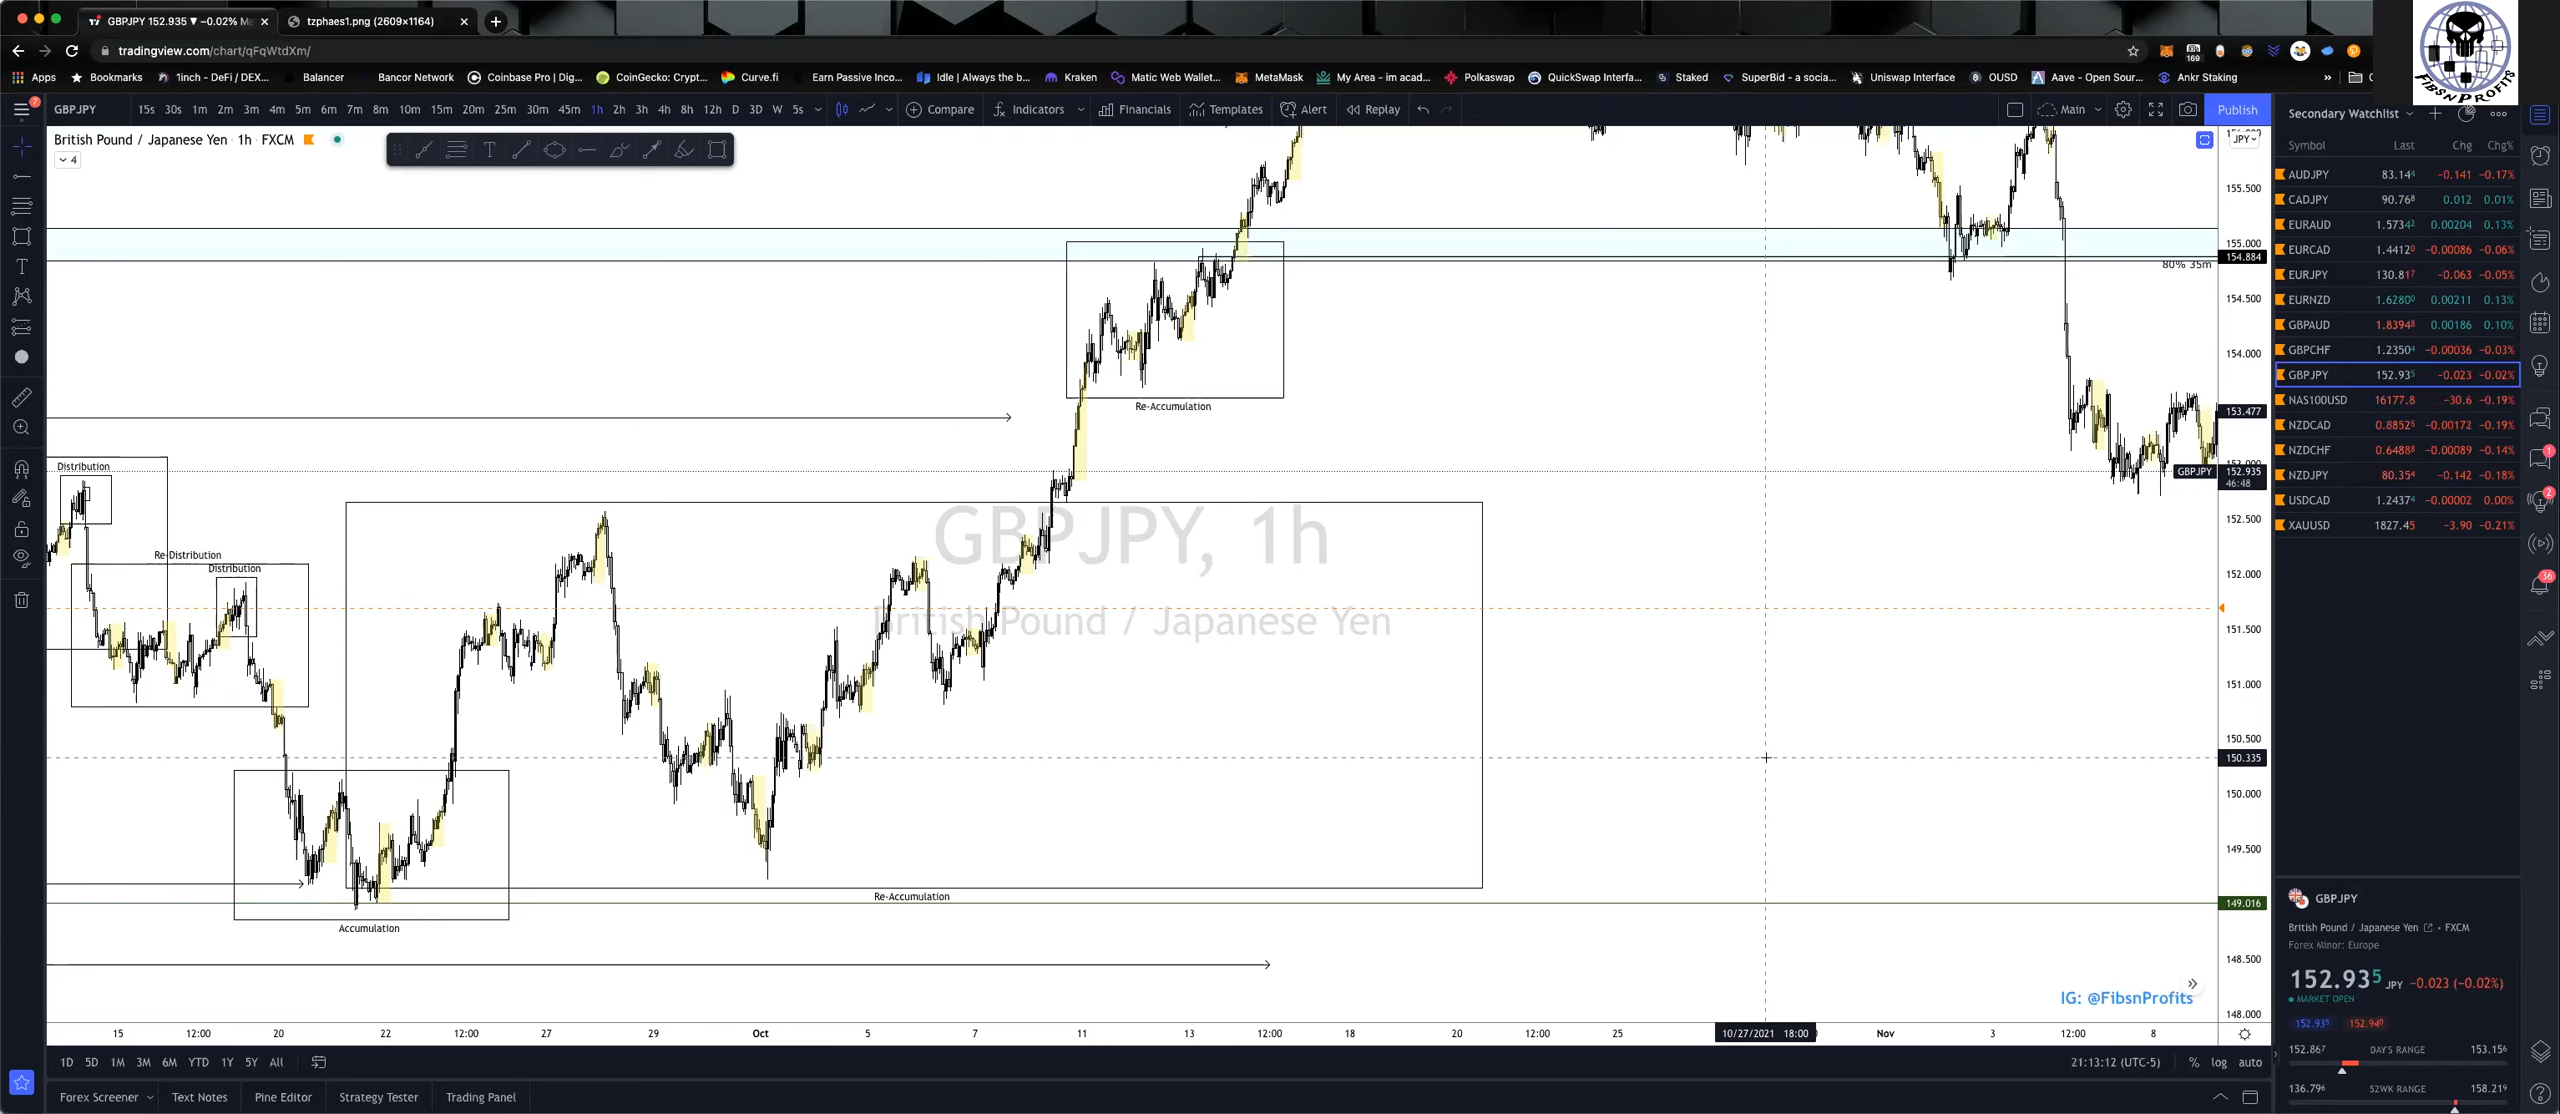 GBPJPY 152.935 ▼ −0.02% Ma
tzphaes1.png (2609×1164)
tradingview.com/chart/qFqWtdXm/
169
Apps
Bookmarks
1inch - DeFi / DEX...
Balancer
Bancor Network
Coinbase Pro | Dig...
CoinGecko: Crypt...
Curve.fi
Earn Passive Inco...
Idle | Always the b...
Kraken
Matic Web Wallet...
MetaMask
My Area - im acad...
Polkaswap
QuickSwap Interfa...
Staked
SuperBid - a socia...
Uniswap Interface
OUSD
Aave - Open Sour...
Ankr Staking
»
FIBSNPROFITS
7
GBPJPY 15s 30s 1m 2m 3m 4m 5m 6m 7m 8m 10m 15m 20m 25m 30m 45m 1h 2h 3h 4h 8h 12h D 3D W 5s
Compare
Indicators
Financials
Templates
Alert
Replay
Main
Publish
British Pound / Japanese Yen · 1h · FXCM
4
JPY
155.500
155.000
154.884
80% 35m
154.500
154.000
153.477
GBPJPY 152.935
46:48
152.500
152.000
151.500
151.000
150.500
150.335
150.000
149.500
149.016
148.500
148.000
Re-Accumulation
Distribution
Re-Distribution
Distribution
GBPJPY, 1h
British Pound / Japanese Yen
Re-Accumulation
Accumulation
IG: @FibsnProfits
15 12:00 20 22 12:00 27 29 Oct 5 7 11 13 12:00 18 20 12:00 25 10/27/2021 18:00 Nov 3 12:00 8
1D 5D 1M 3M 6M YTD 1Y 5Y All
21:13:12 (UTC-5) % log auto
Forex Screener
Text Notes
Pine Editor
Strategy Tester
Trading Panel
Secondary Watchlist
Symbol Last Chg Chg%
AUDJPY 83.144 −0.141 −0.17%
CADJPY 90.768 0.012 0.01%
EURAUD 1.57342 0.00204 0.13%
EURCAD 1.44120 −0.00086 −0.06%
EURJPY 130.817 −0.063 −0.05%
EURNZD 1.62800 0.00211 0.13%
GBPAUD 1.83948 0.00186 0.10%
GBPCHF 1.23504 −0.00036 −0.03%
GBPJPY 152.935 −0.023 −0.02%
NAS100USD 16177.8 −30.6 −0.19%
NZDCAD 0.88525 −0.00172 −0.19%
NZDCHF 0.64888 −0.00089 −0.14%
NZDJPY 80.354 −0.142 −0.18%
USDCAD 1.24374 −0.00002 0.00%
XAUUSD 1827.45 −3.90 −0.21%
1
2
36
GBPJPY
British Pound / Japanese Yen • FXCM
Forex Minor: Europe
152.935 JPY −0.023 (−0.02%)
MARKET OPEN
152.935 152.940
152.867 DAY'S RANGE 153.156
136.796 52WK RANGE 158.219